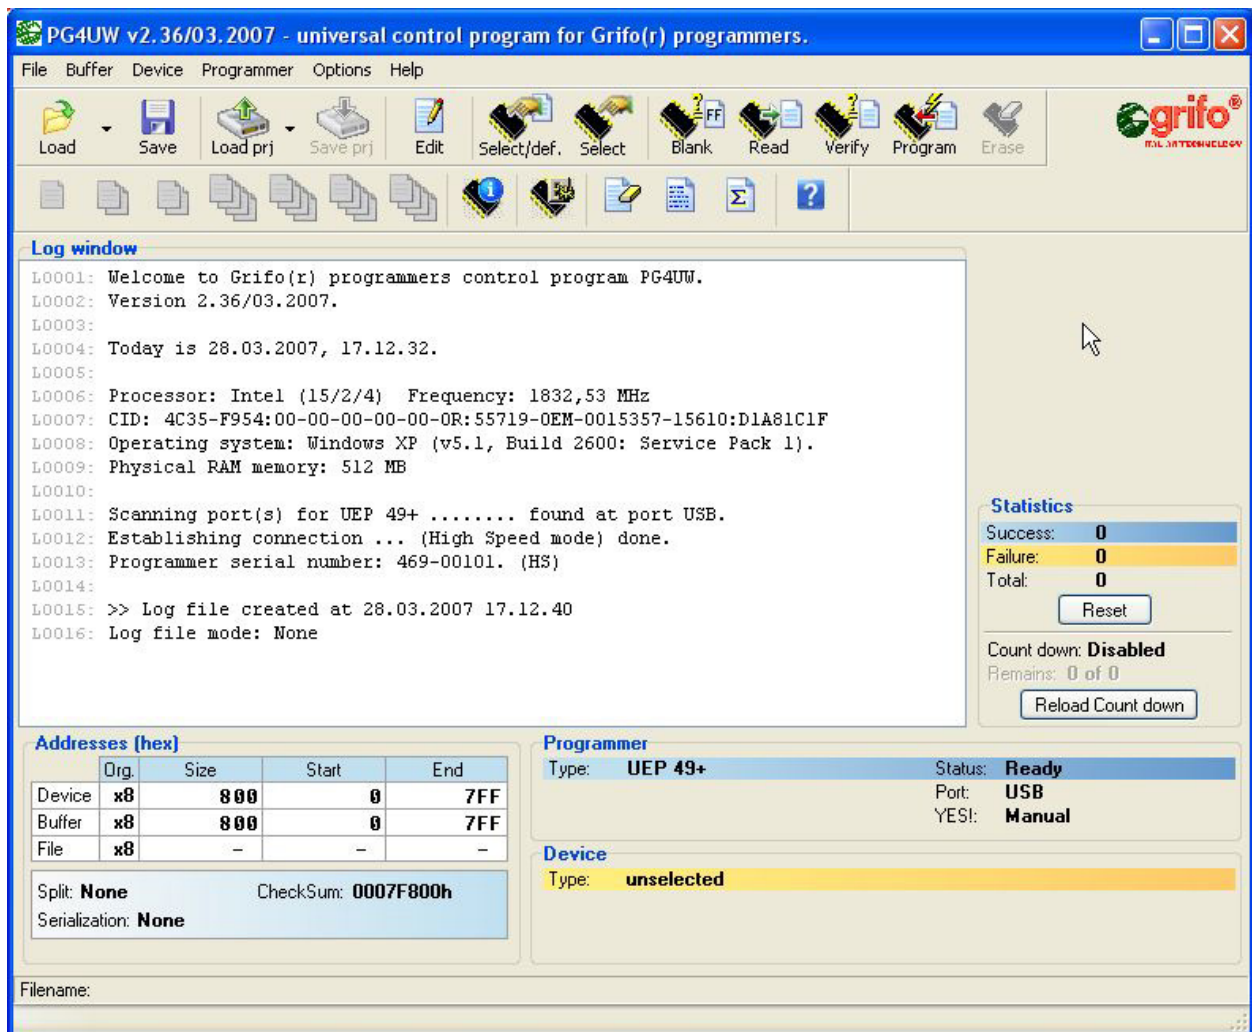 PG4UW v2.36/03.2007 - universal control program for Grifo(r) programmers.
File Buffer Device Programmer Options Help
Load Save Load prj Save prj Edit Select/def. Select Blank Read Verify Program Erase
grifo®
ITALIAN TECHNOLOGY
Log window
L0001: Welcome to Grifo(r) programmers control program PG4UW.
L0002: Version 2.36/03.2007.
L0003:
L0004: Today is 28.03.2007, 17.12.32.
L0005:
L0006: Processor: Intel (15/2/4)  Frequency: 1832,53 MHz
L0007: CID: 4C35-F954:00-00-00-00-00-0R:55719-OEM-0015357-15610:D1A81C1F
L0008: Operating system: Windows XP (v5.1, Build 2600: Service Pack 1).
L0009: Physical RAM memory: 512 MB
L0010:
L0011: Scanning port(s) for UEP 49+ ........ found at port USB.
L0012: Establishing connection ... (High Speed mode) done.
L0013: Programmer serial number: 469-00101. (HS)
L0014:
L0015: >> Log file created at 28.03.2007 17.12.40
L0016: Log file mode: None
Statistics
Success: 0
Failure: 0
Total: 0
Reset
Count down: Disabled
Remains: 0 of 0
Reload Count down
Addresses (hex)
Org. Size Start End
Device x8 800 0 7FF
Buffer x8 800 0 7FF
File x8 - - -
Split: None CheckSum: 0007F800h
Serialization: None
Programmer
Type: UEP 49+ Status: Ready
Port: USB
YES!: Manual
Device
Type: unselected
Filename: